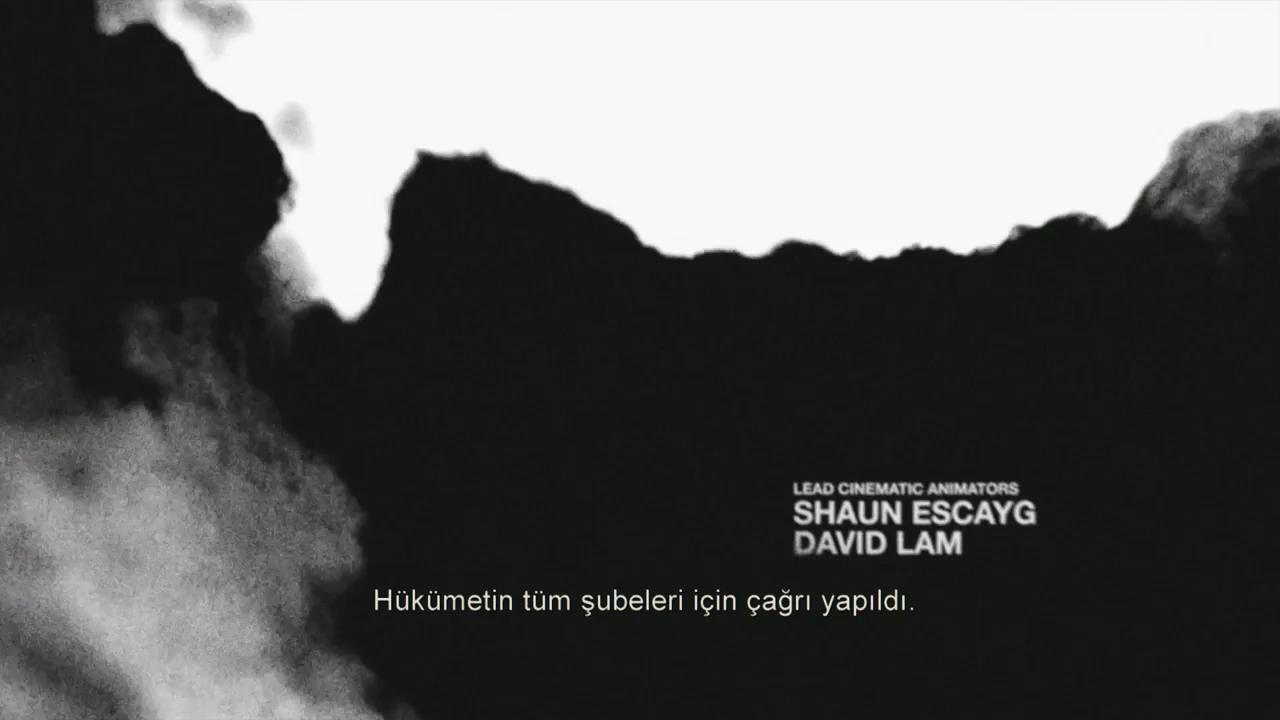 LEAD CINEMATIC ANIMATORS
SHAUN ESCAYG
DAVID LAM
Hükümetin tüm şubeleri için çağrı yapıldı.